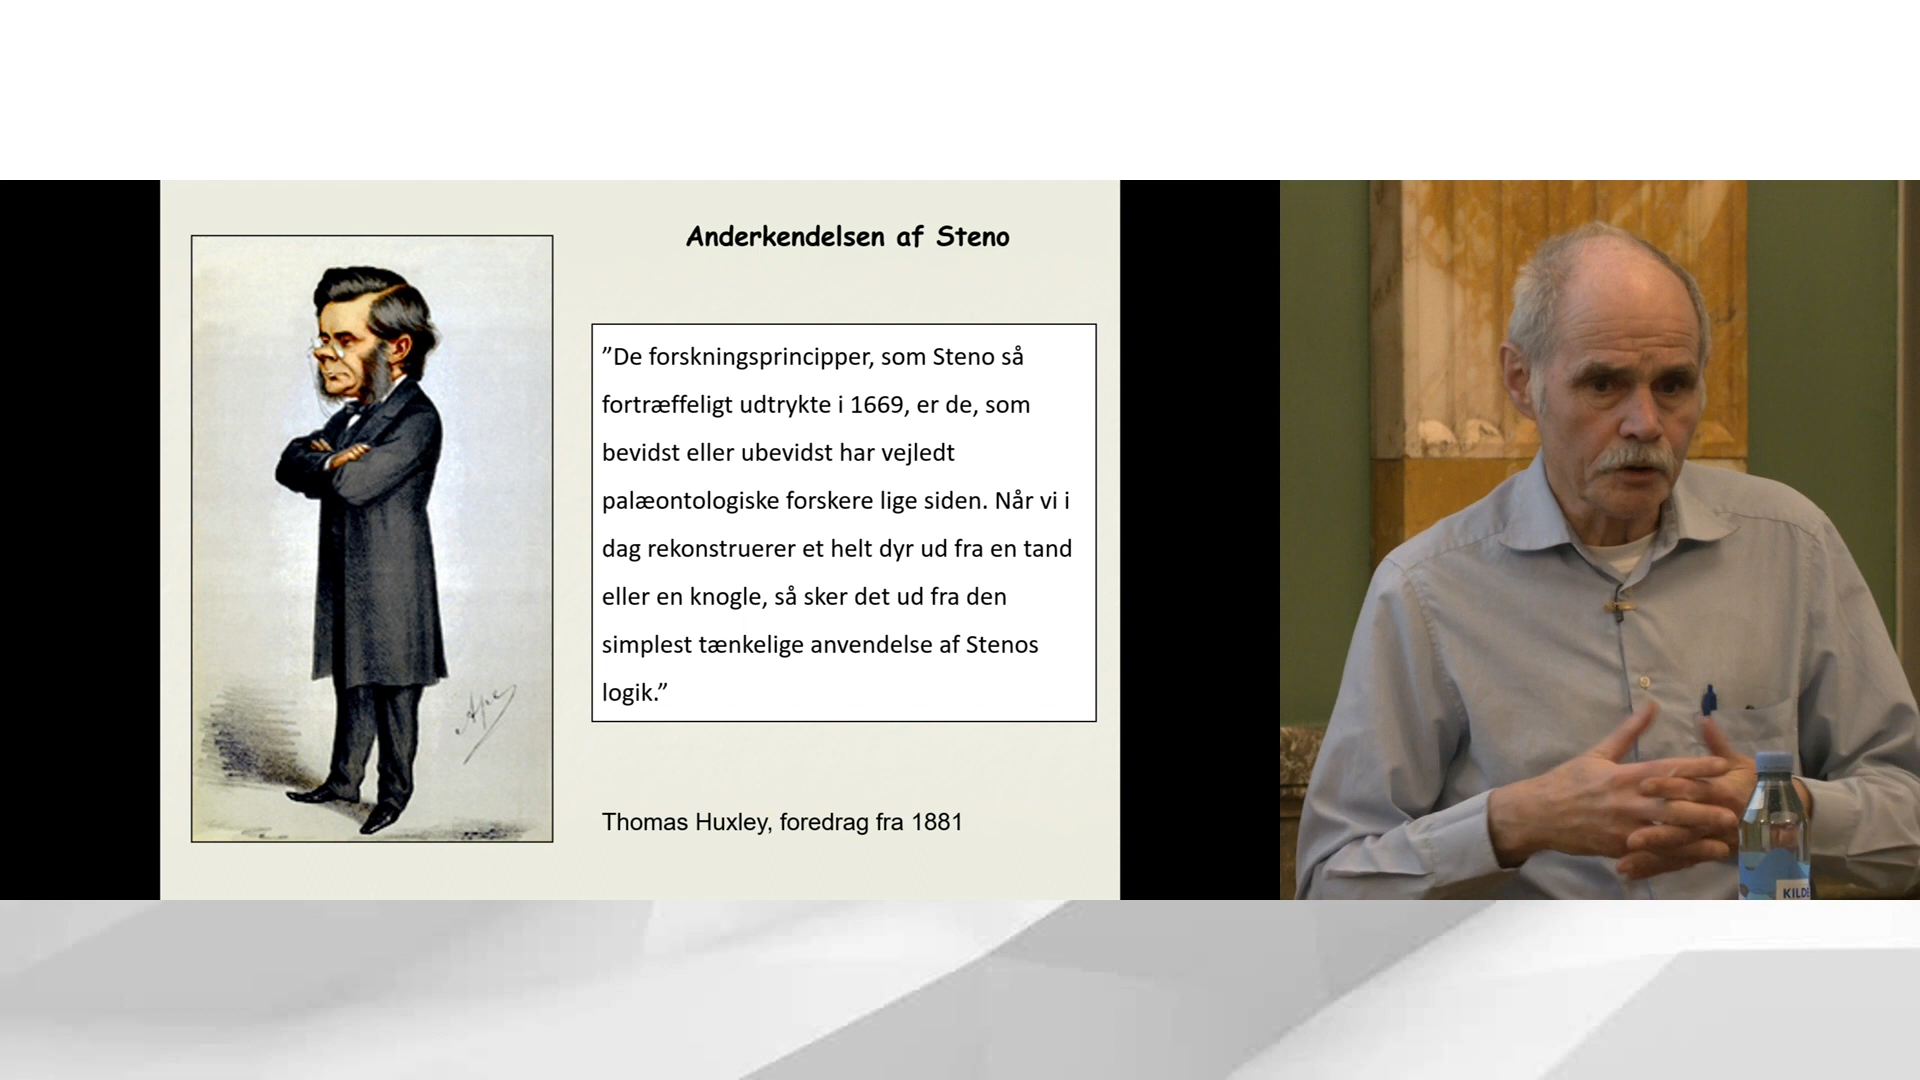 Anderkendelsen af Steno
”De forskningsprincipper, som Steno så
fortræffeligt udtrykte i 1669, er de, som
bevidst eller ubevidst har vejledt
palæontologiske forskere lige siden. Når vi i
dag rekonstruerer et helt dyr ud fra en tand
eller en knogle, så sker det ud fra den
simplest tænkelige anvendelse af Stenos
logik.”
Thomas Huxley, foredrag fra 1881
Ape
KILDE